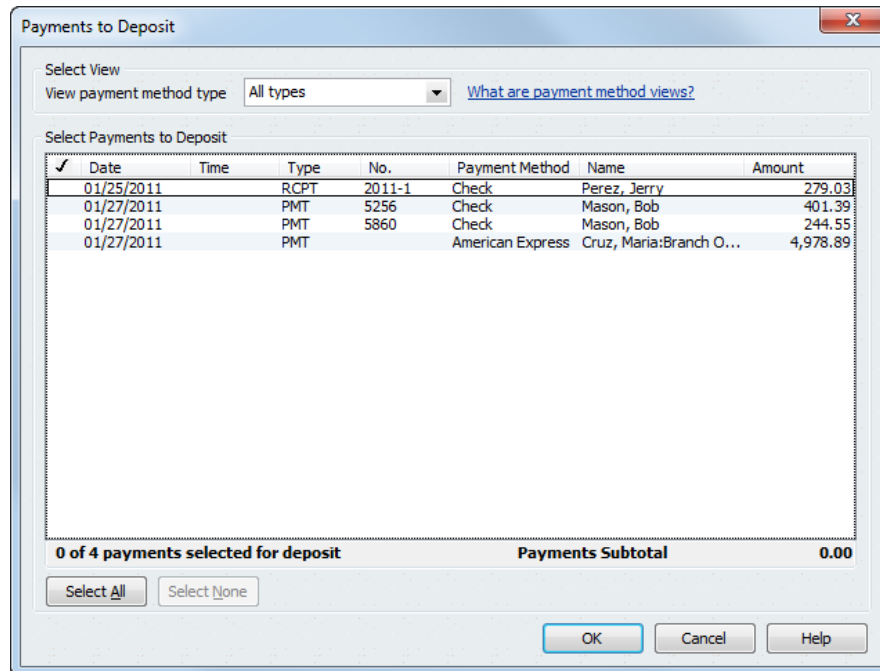 Payments to Deposit
Select View
View payment method type All types What are payment method views?
Select Payments to Deposit
✓ Date Time Type No. Payment Method Name Amount
01/25/2011 RCPT 2011-1 Check Perez, Jerry 279.03
01/27/2011 PMT 5256 Check Mason, Bob 401.39
01/27/2011 PMT 5860 Check Mason, Bob 244.55
01/27/2011 PMT American Express Cruz, Maria:Branch O... 4,978.89
0 of 4 payments selected for deposit Payments Subtotal 0.00
Select All Select None
OK Cancel Help